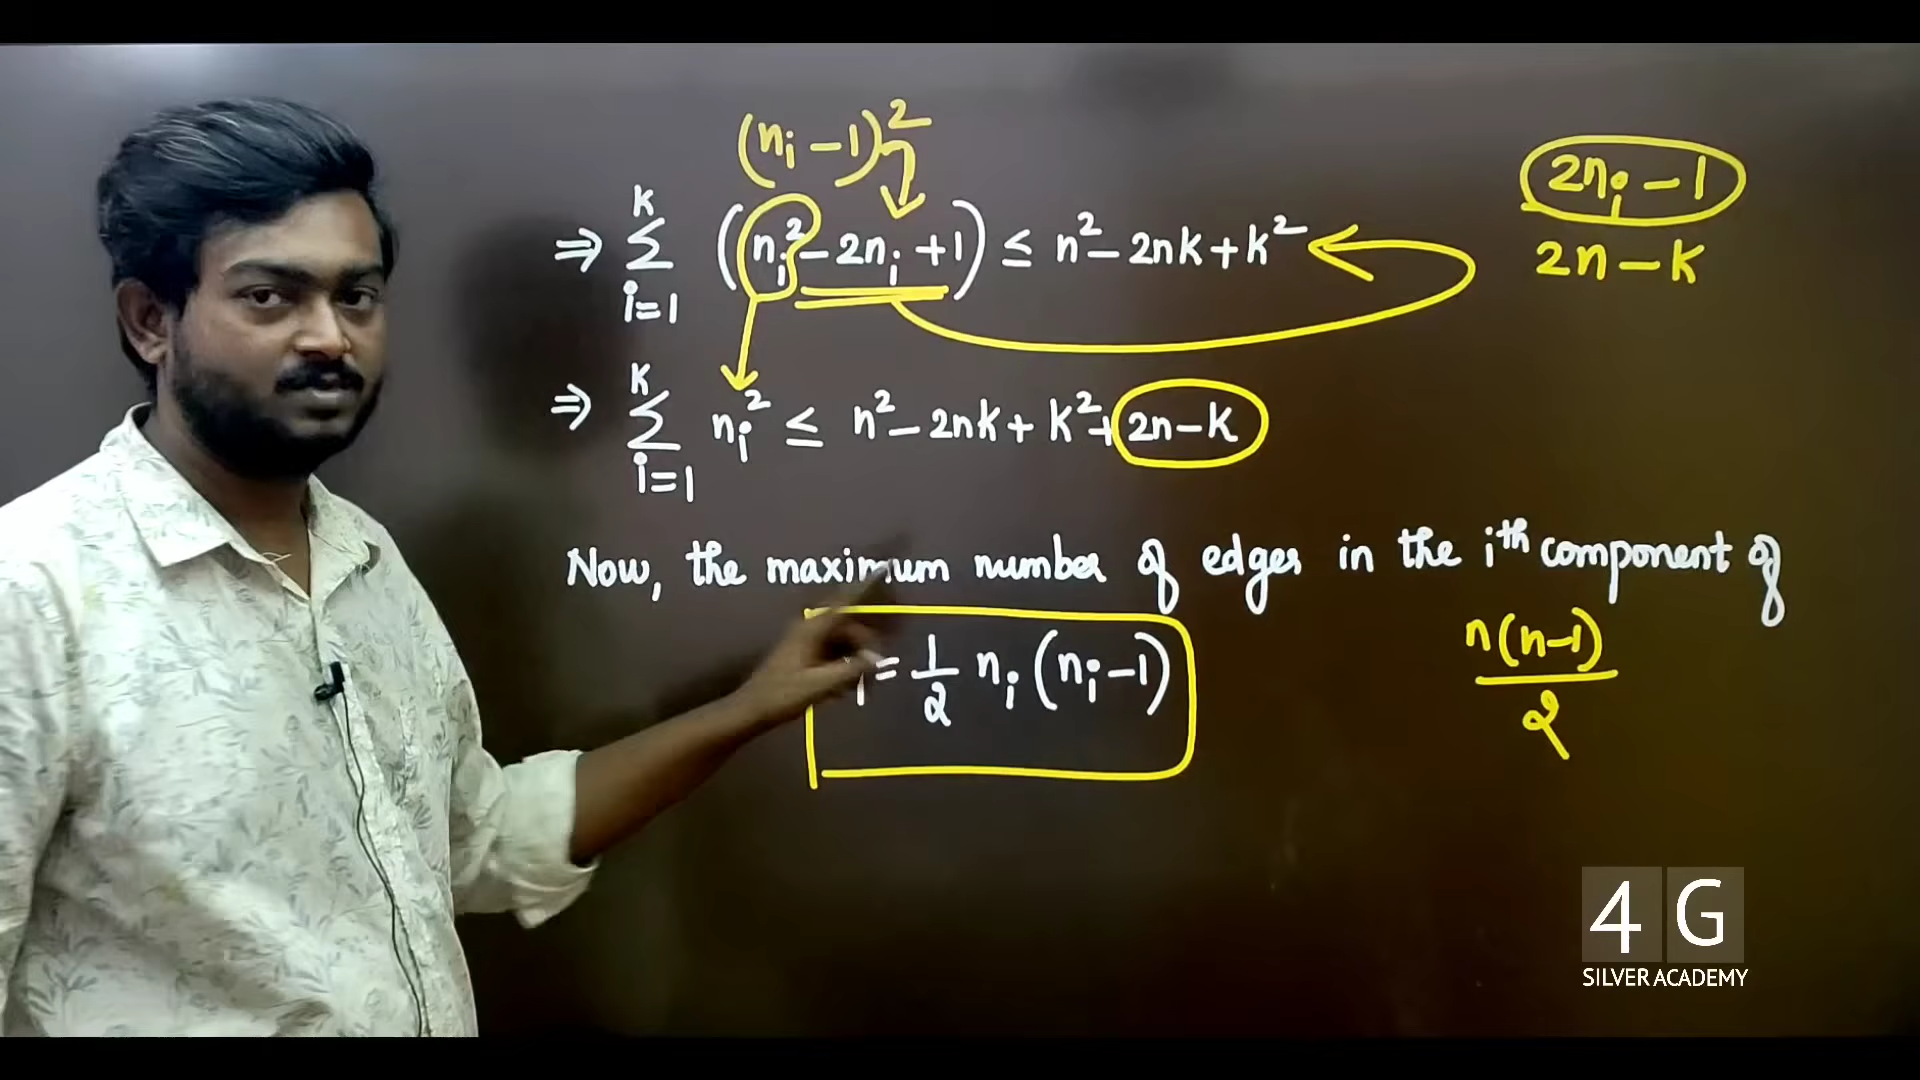 (nᵢ − 1)²
⇒ ∑ᵢ₌₁ᴷ (nᵢ² − 2nᵢ + 1) ≤ n² − 2nk + k²
2nᵢ − 1
2n − k
⇒ ∑ᵢ₌₁ᴷ nᵢ² ≤ n² − 2nk + k² + 2n − k
Now, the maximum number of edges in the iᵗʰ component of
= 1/2 nᵢ (nᵢ − 1)
n(n−1)/2
4G
SILVER ACADEMY